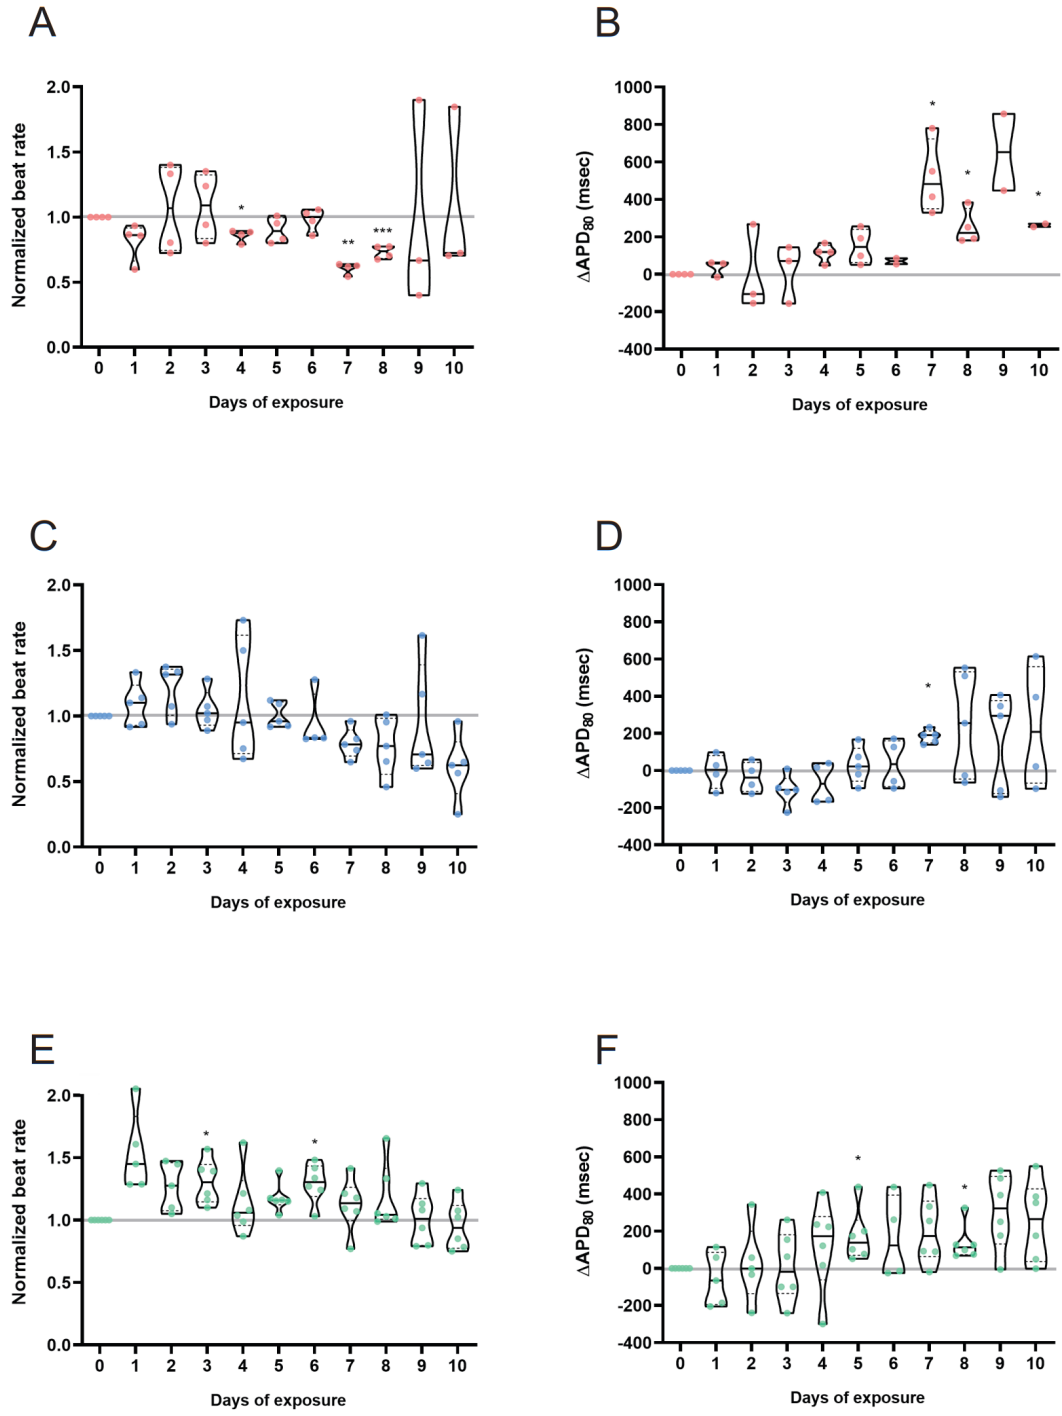 A
B
Normalized beat rate
2.0
1.5
1.0
0.5
0.0
*
**
***
0 1 2 3 4 5 6 7 8 9 10
Days of exposure
ΔAPD80 (msec)
1000
800
600
400
200
0
-200
-400
*
*
*
0 1 2 3 4 5 6 7 8 9 10
Days of exposure
C
D
Normalized beat rate
2.0
1.5
1.0
0.5
0.0
0 1 2 3 4 5 6 7 8 9 10
Days of exposure
ΔAPD80 (msec)
1000
800
600
400
200
0
-200
-400
*
0 1 2 3 4 5 6 7 8 9 10
Days of exposure
E
F
Normalized beat rate
2.0
1.5
1.0
0.5
0.0
*
*
0 1 2 3 4 5 6 7 8 9 10
Days of exposure
ΔAPD80 (msec)
1000
800
600
400
200
0
-200
-400
*
*
0 1 2 3 4 5 6 7 8 9 10
Days of exposure